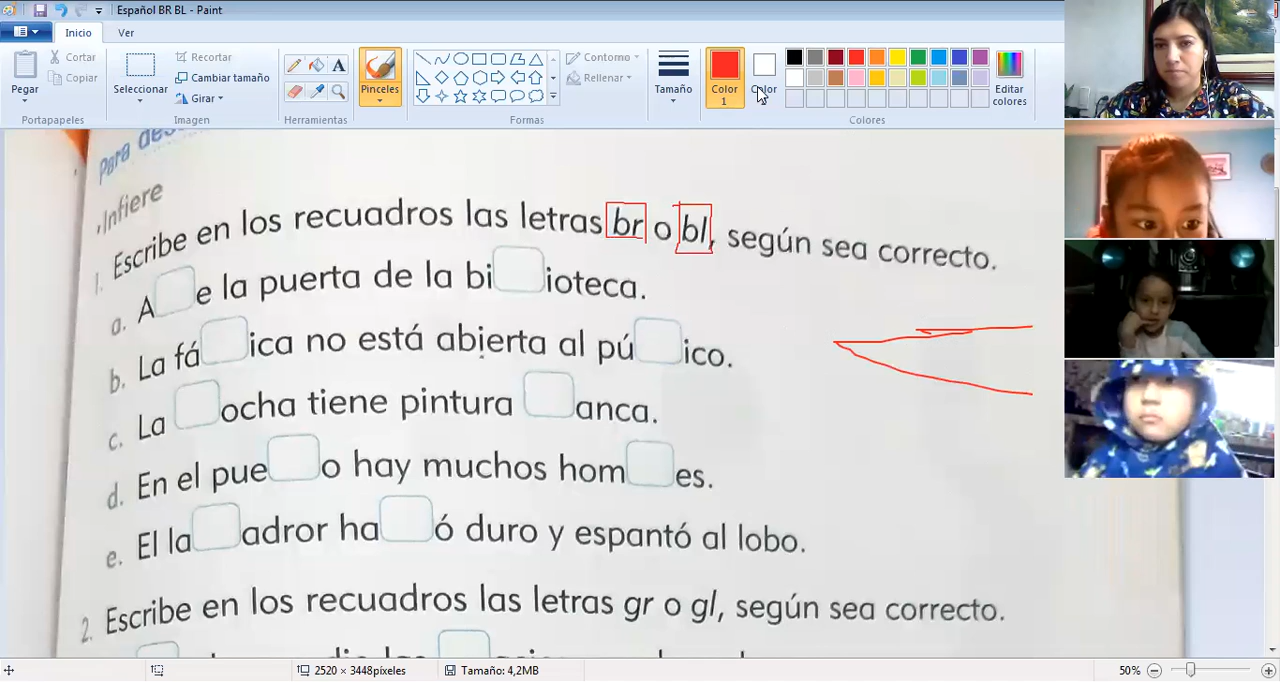 Español BR BL - Paint
Inicio
Ver
Pegar
Cortar
Copiar
Portapapeles
Seleccionar
Recortar
Cambiar tamaño
Girar
Imagen
A
Herramientas
Pinceles
Contorno
Rellenar
Formas
Tamaño
Color
1
Color
Editar
colores
Colores
Para des
Infiere
1. Escribe en los recuadros las letras br o bl, según sea correcto.
a. A e la puerta de la bi ioteca.
b. La fá ica no está abierta al pú ico.
c. La ocha tiene pintura anca.
d. En el pue o hay muchos hom es.
e. El la adror ha ó duro y espantó al lobo.
2. Escribe en los recuadros las letras gr o gl, según sea correcto.
2520 × 3448píxeles
Tamaño: 4,2MB
50%